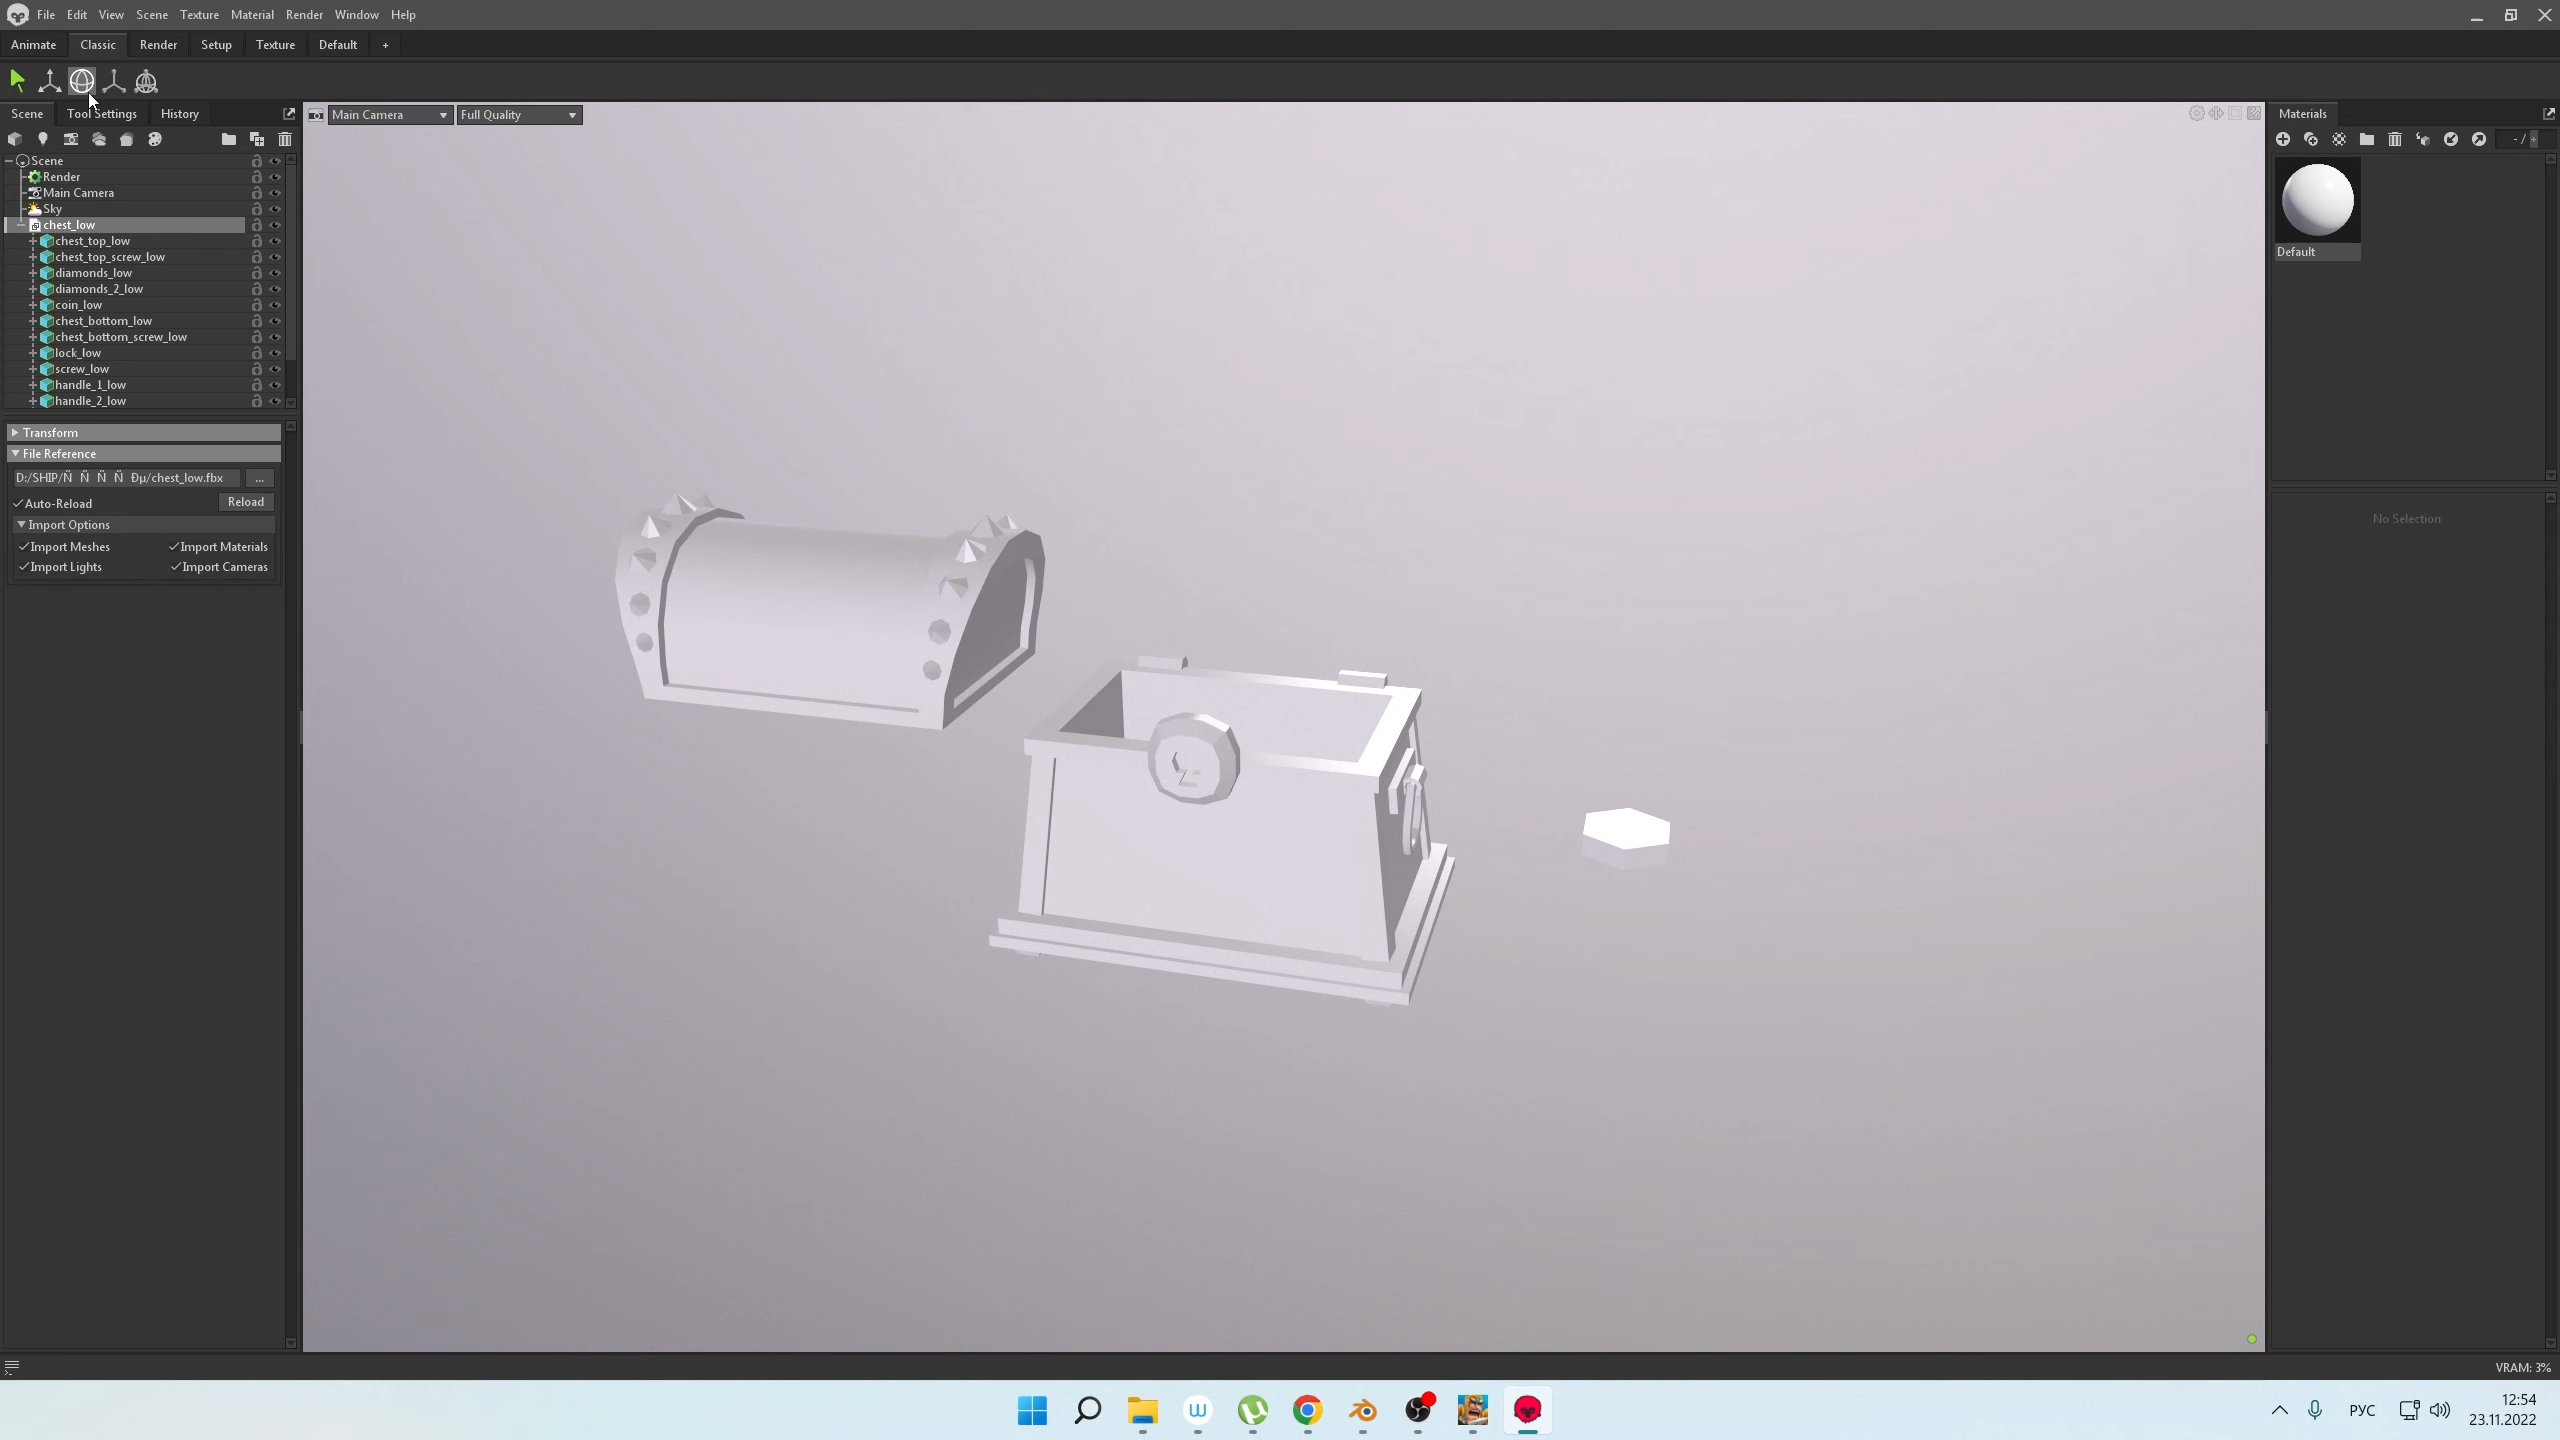 File Edit View Scene Texture Material Render Window Help
Animate Classic Render Setup Texture Default +
Scene Tool Settings History
Main Camera Full Quality
Materials
- /
Scene
Render
Main Camera
Sky
chest_low
chest_top_low
chest_top_screw_low
diamonds_low
diamonds_2_low
coin_low
chest_bottom_low
chest_bottom_screw_low
lock_low
screw_low
handle_1_low
handle_2_low
Default
Transform
File Reference
D:/SHIP/Ñ Ñ Ñ Ñ Ðµ/chest_low.fbx ...
Auto-Reload Reload
Import Options
Import Meshes Import Materials
Import Lights Import Cameras
No Selection
VRAM: 3%
РУС
12:54
23.11.2022